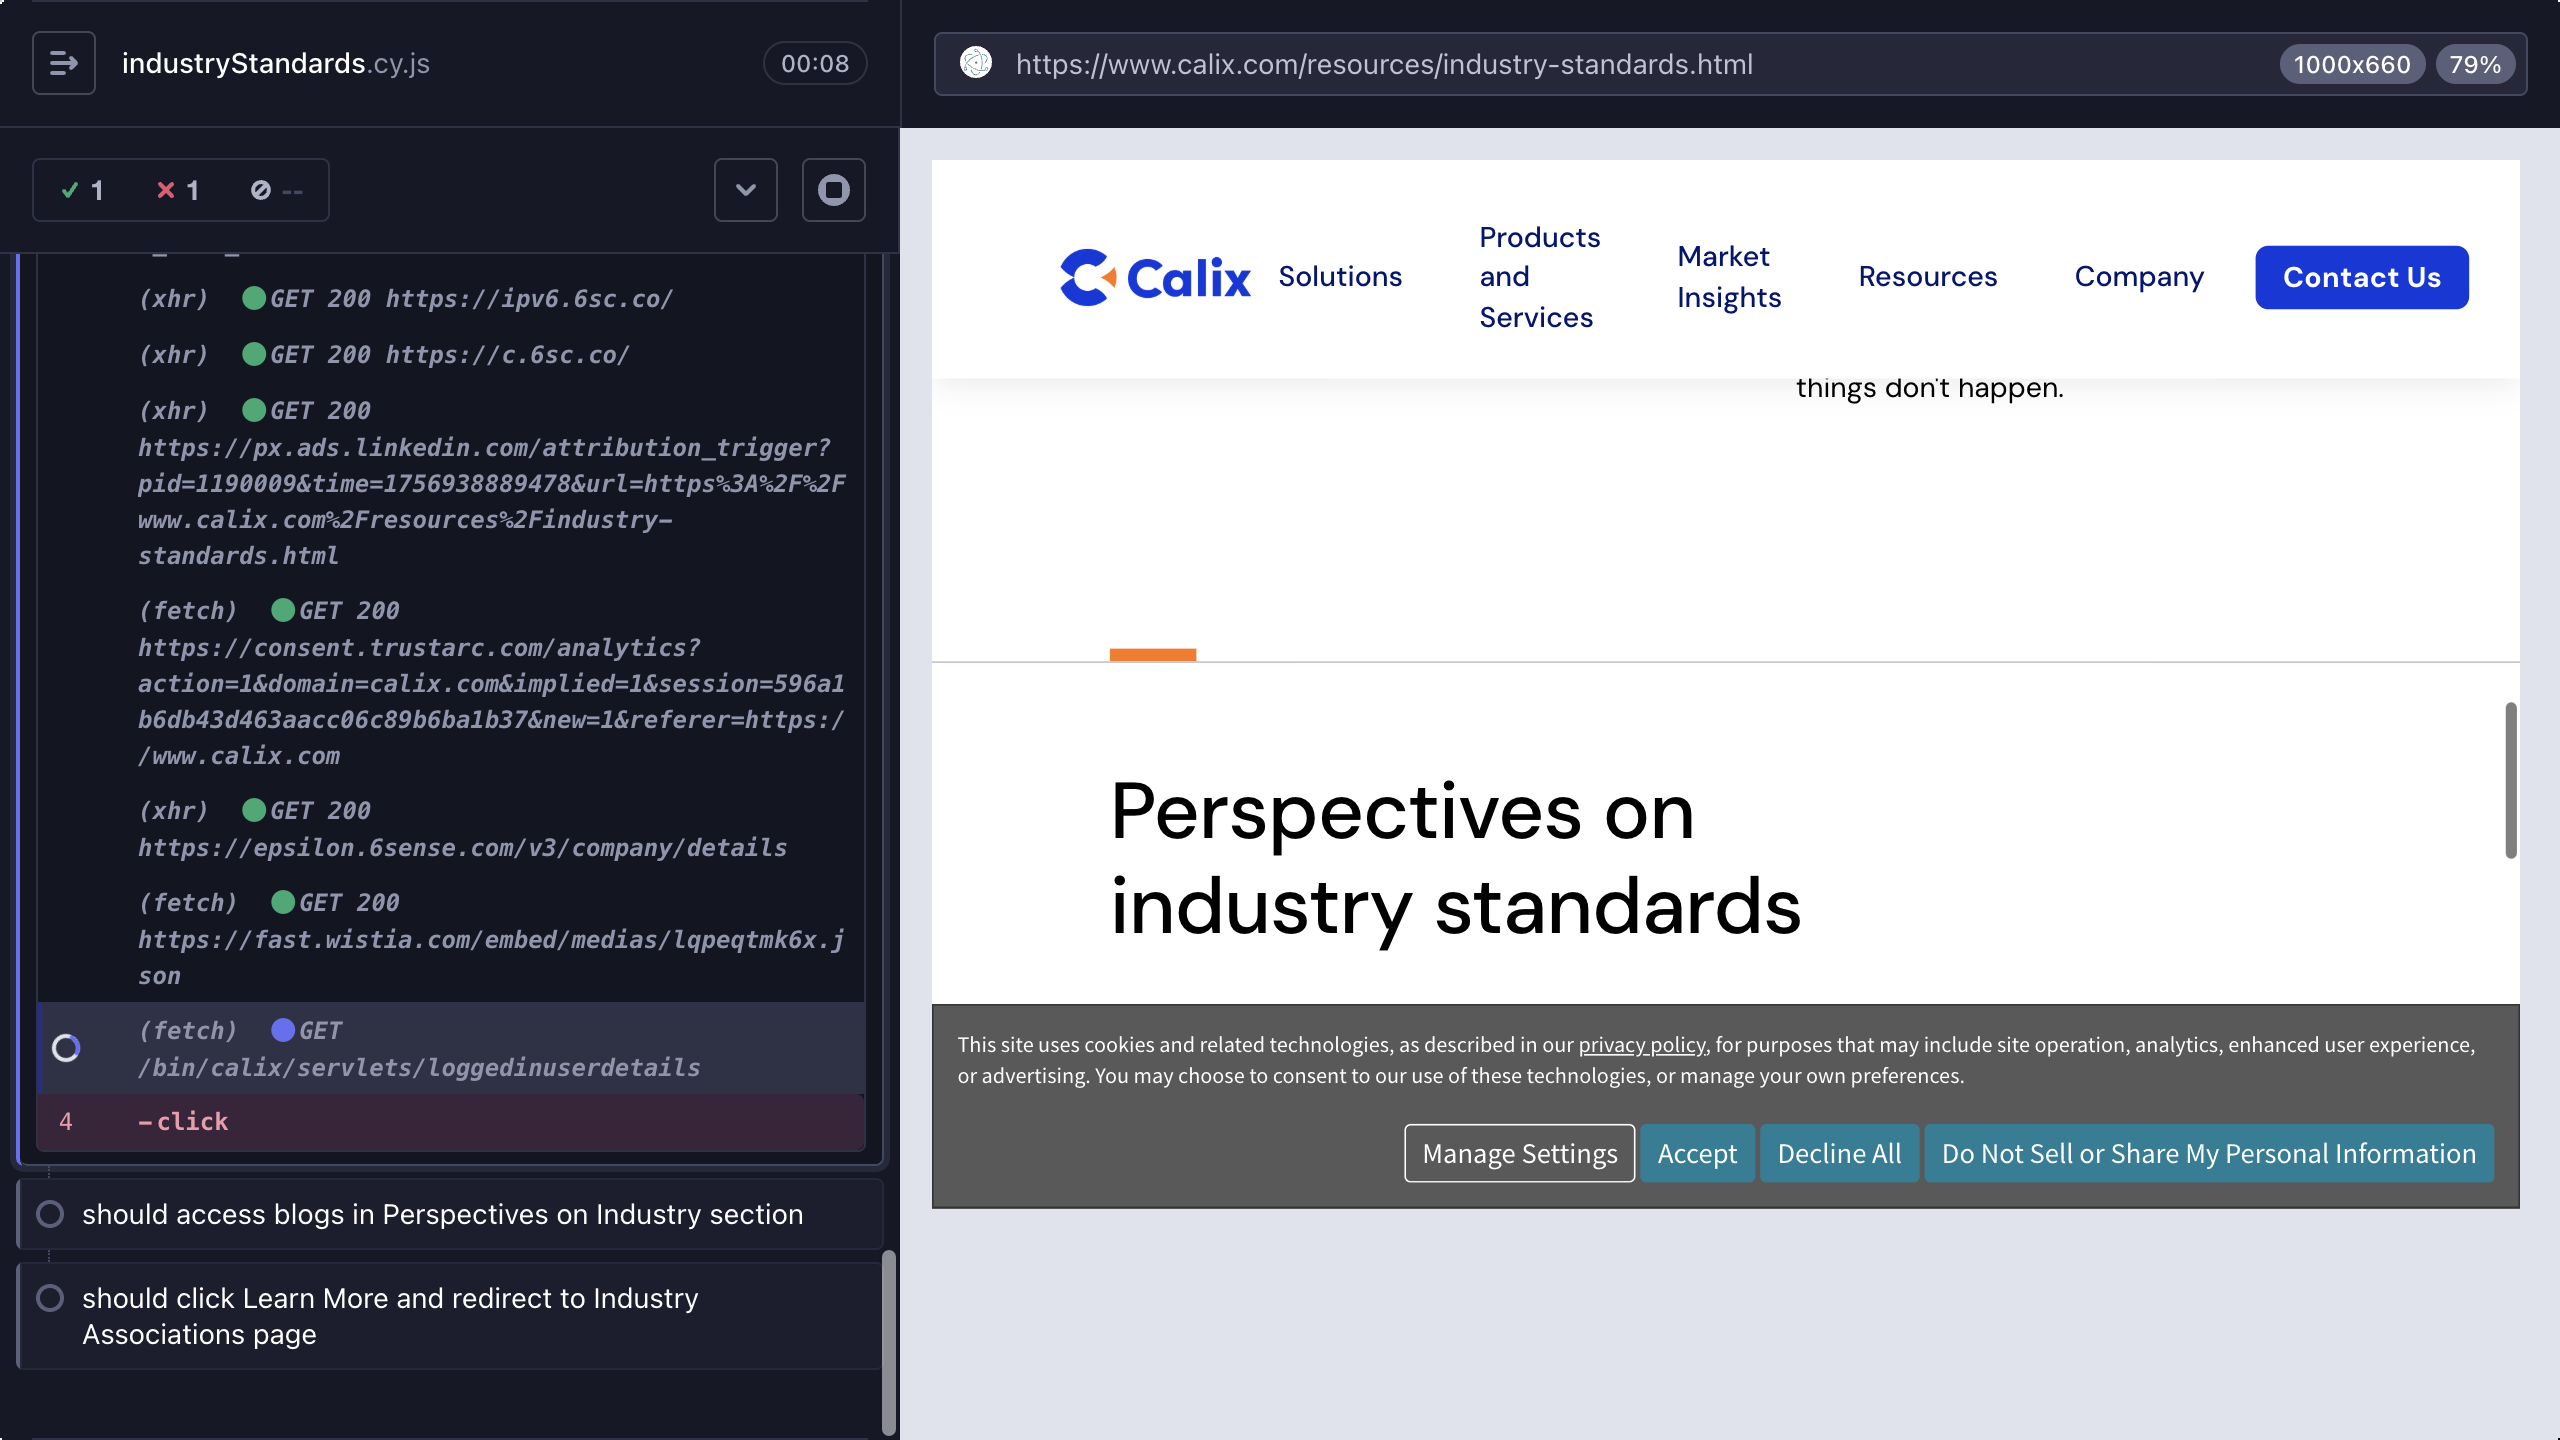 industryStandards.cy.js
00:08
https://www.calix.com/resources/industry-standards.html
1000x660
79%
1
1
--
(xhr) GET 200 https://ipv6.6sc.co/
(xhr) GET 200 https://c.6sc.co/
(xhr) GET 200
https://px.ads.linkedin.com/attribution_trigger?
pid=1190009&time=1756938889478&url=https%3A%2F%2F
www.calix.com%2Fresources%2Findustry-
standards.html
(fetch) GET 200
https://consent.trustarc.com/analytics?
action=1&domain=calix.com&implied=1&session=596a1
b6db43d463aacc06c89b6ba1b37&new=1&referer=https:/
/www.calix.com
(xhr) GET 200
https://epsilon.6sense.com/v3/company/details
(fetch) GET 200
https://fast.wistia.com/embed/medias/lqpeqtmk6x.j
son
(fetch) GET
/bin/calix/servlets/loggedinuserdetails
4 -click
should access blogs in Perspectives on Industry section
should click Learn More and redirect to Industry
Associations page
Calix
Solutions
Products
and
Services
Market
Insights
Resources
Company
Contact Us
things don't happen.
Perspectives on
industry standards
This site uses cookies and related technologies, as described in our privacy policy, for purposes that may include site operation, analytics, enhanced user experience,
or advertising. You may choose to consent to our use of these technologies, or manage your own preferences.
Manage Settings
Accept
Decline All
Do Not Sell or Share My Personal Information